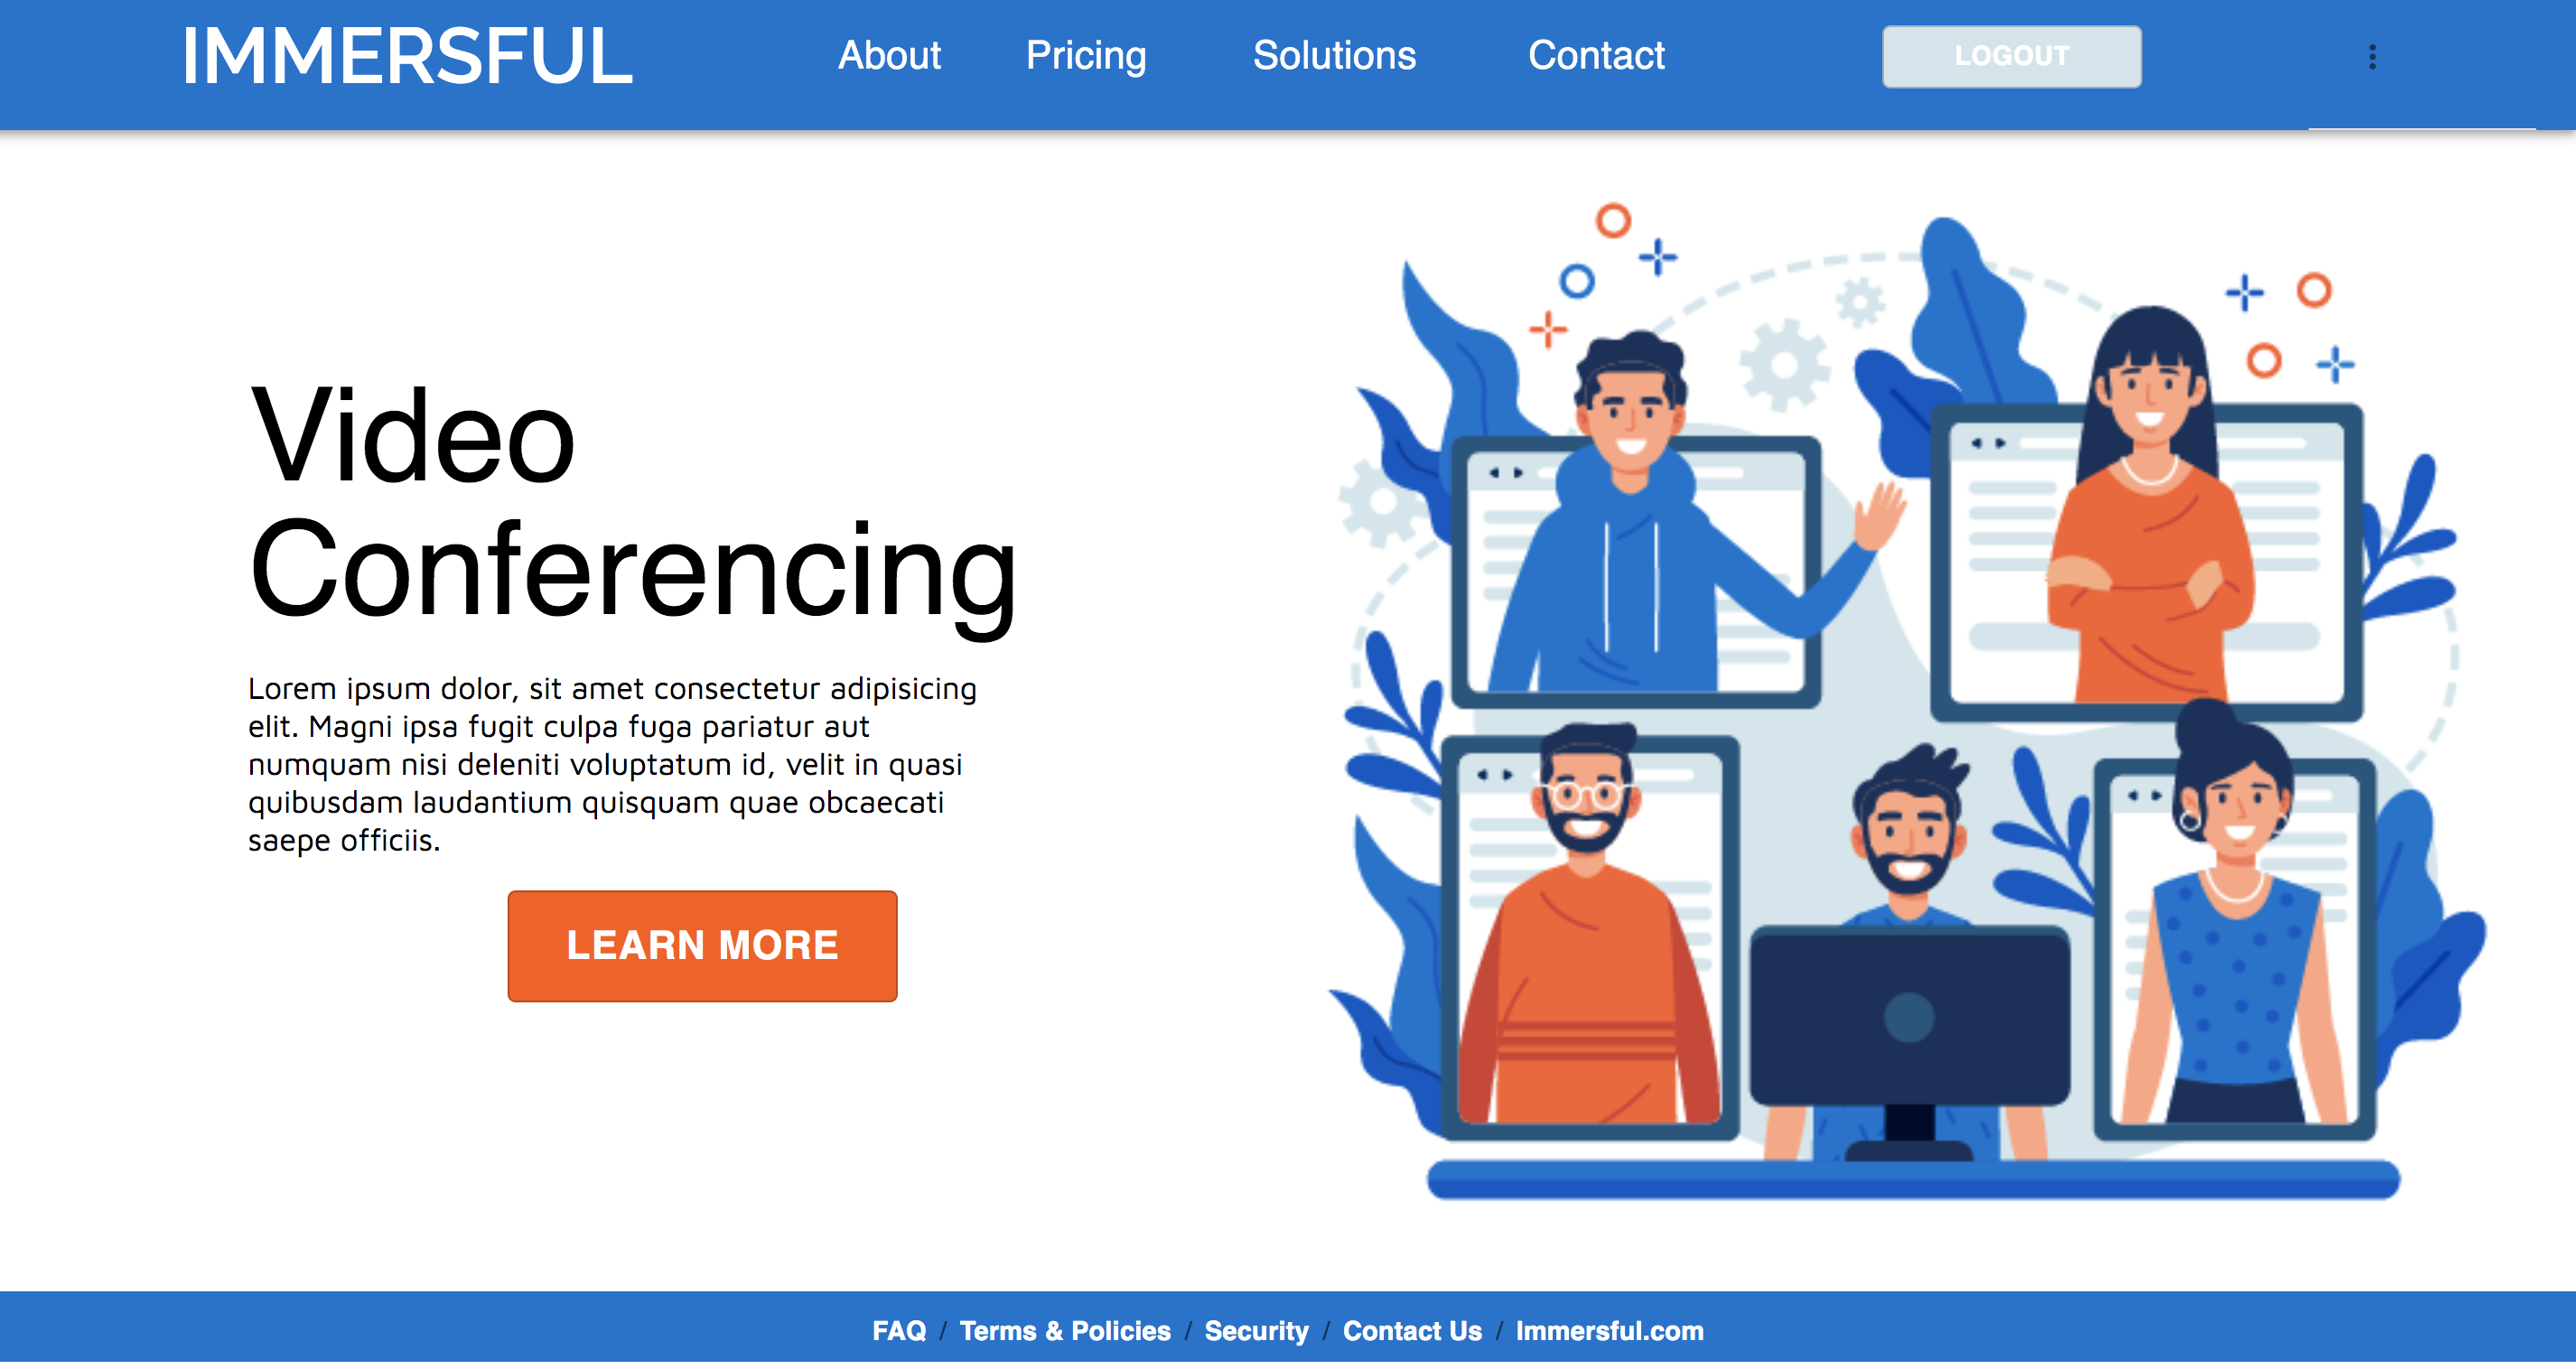 IMMERSFUL About Pricing Solutions Contact LOGOUT
Video
Conferencing
Lorem ipsum dolor, sit amet consectetur adipisicing
elit. Magni ipsa fugit culpa fuga pariatur aut
numquam nisi deleniti voluptatum id, velit in quasi
quibusdam laudantium quisquam quae obcaecati
saepe officiis.
LEARN MORE
FAQ / Terms & Policies / Security / Contact Us / Immersful.com